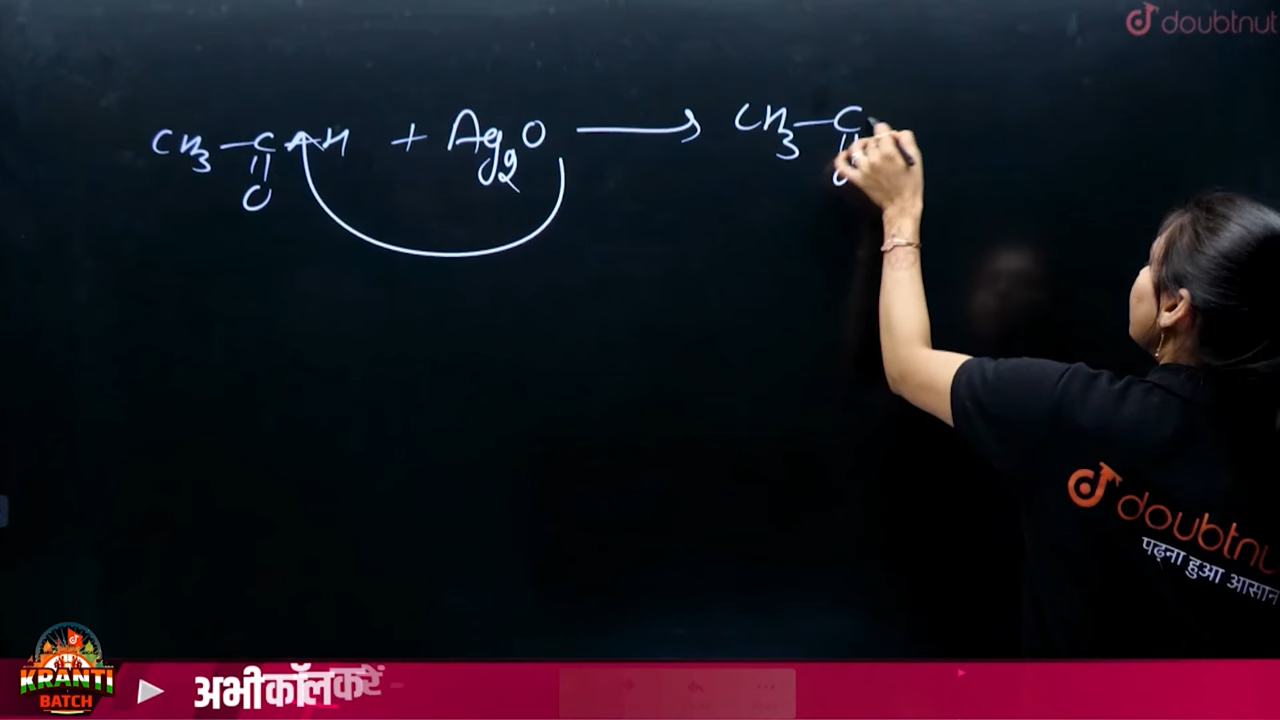 doubtnut
CH3—C—H + Ag2O ⟶ CH3—C
|| ||
O O
doubtnut
पढ़ना हुआ आसान
KRANTI
BATCH
अभी कॉल करें